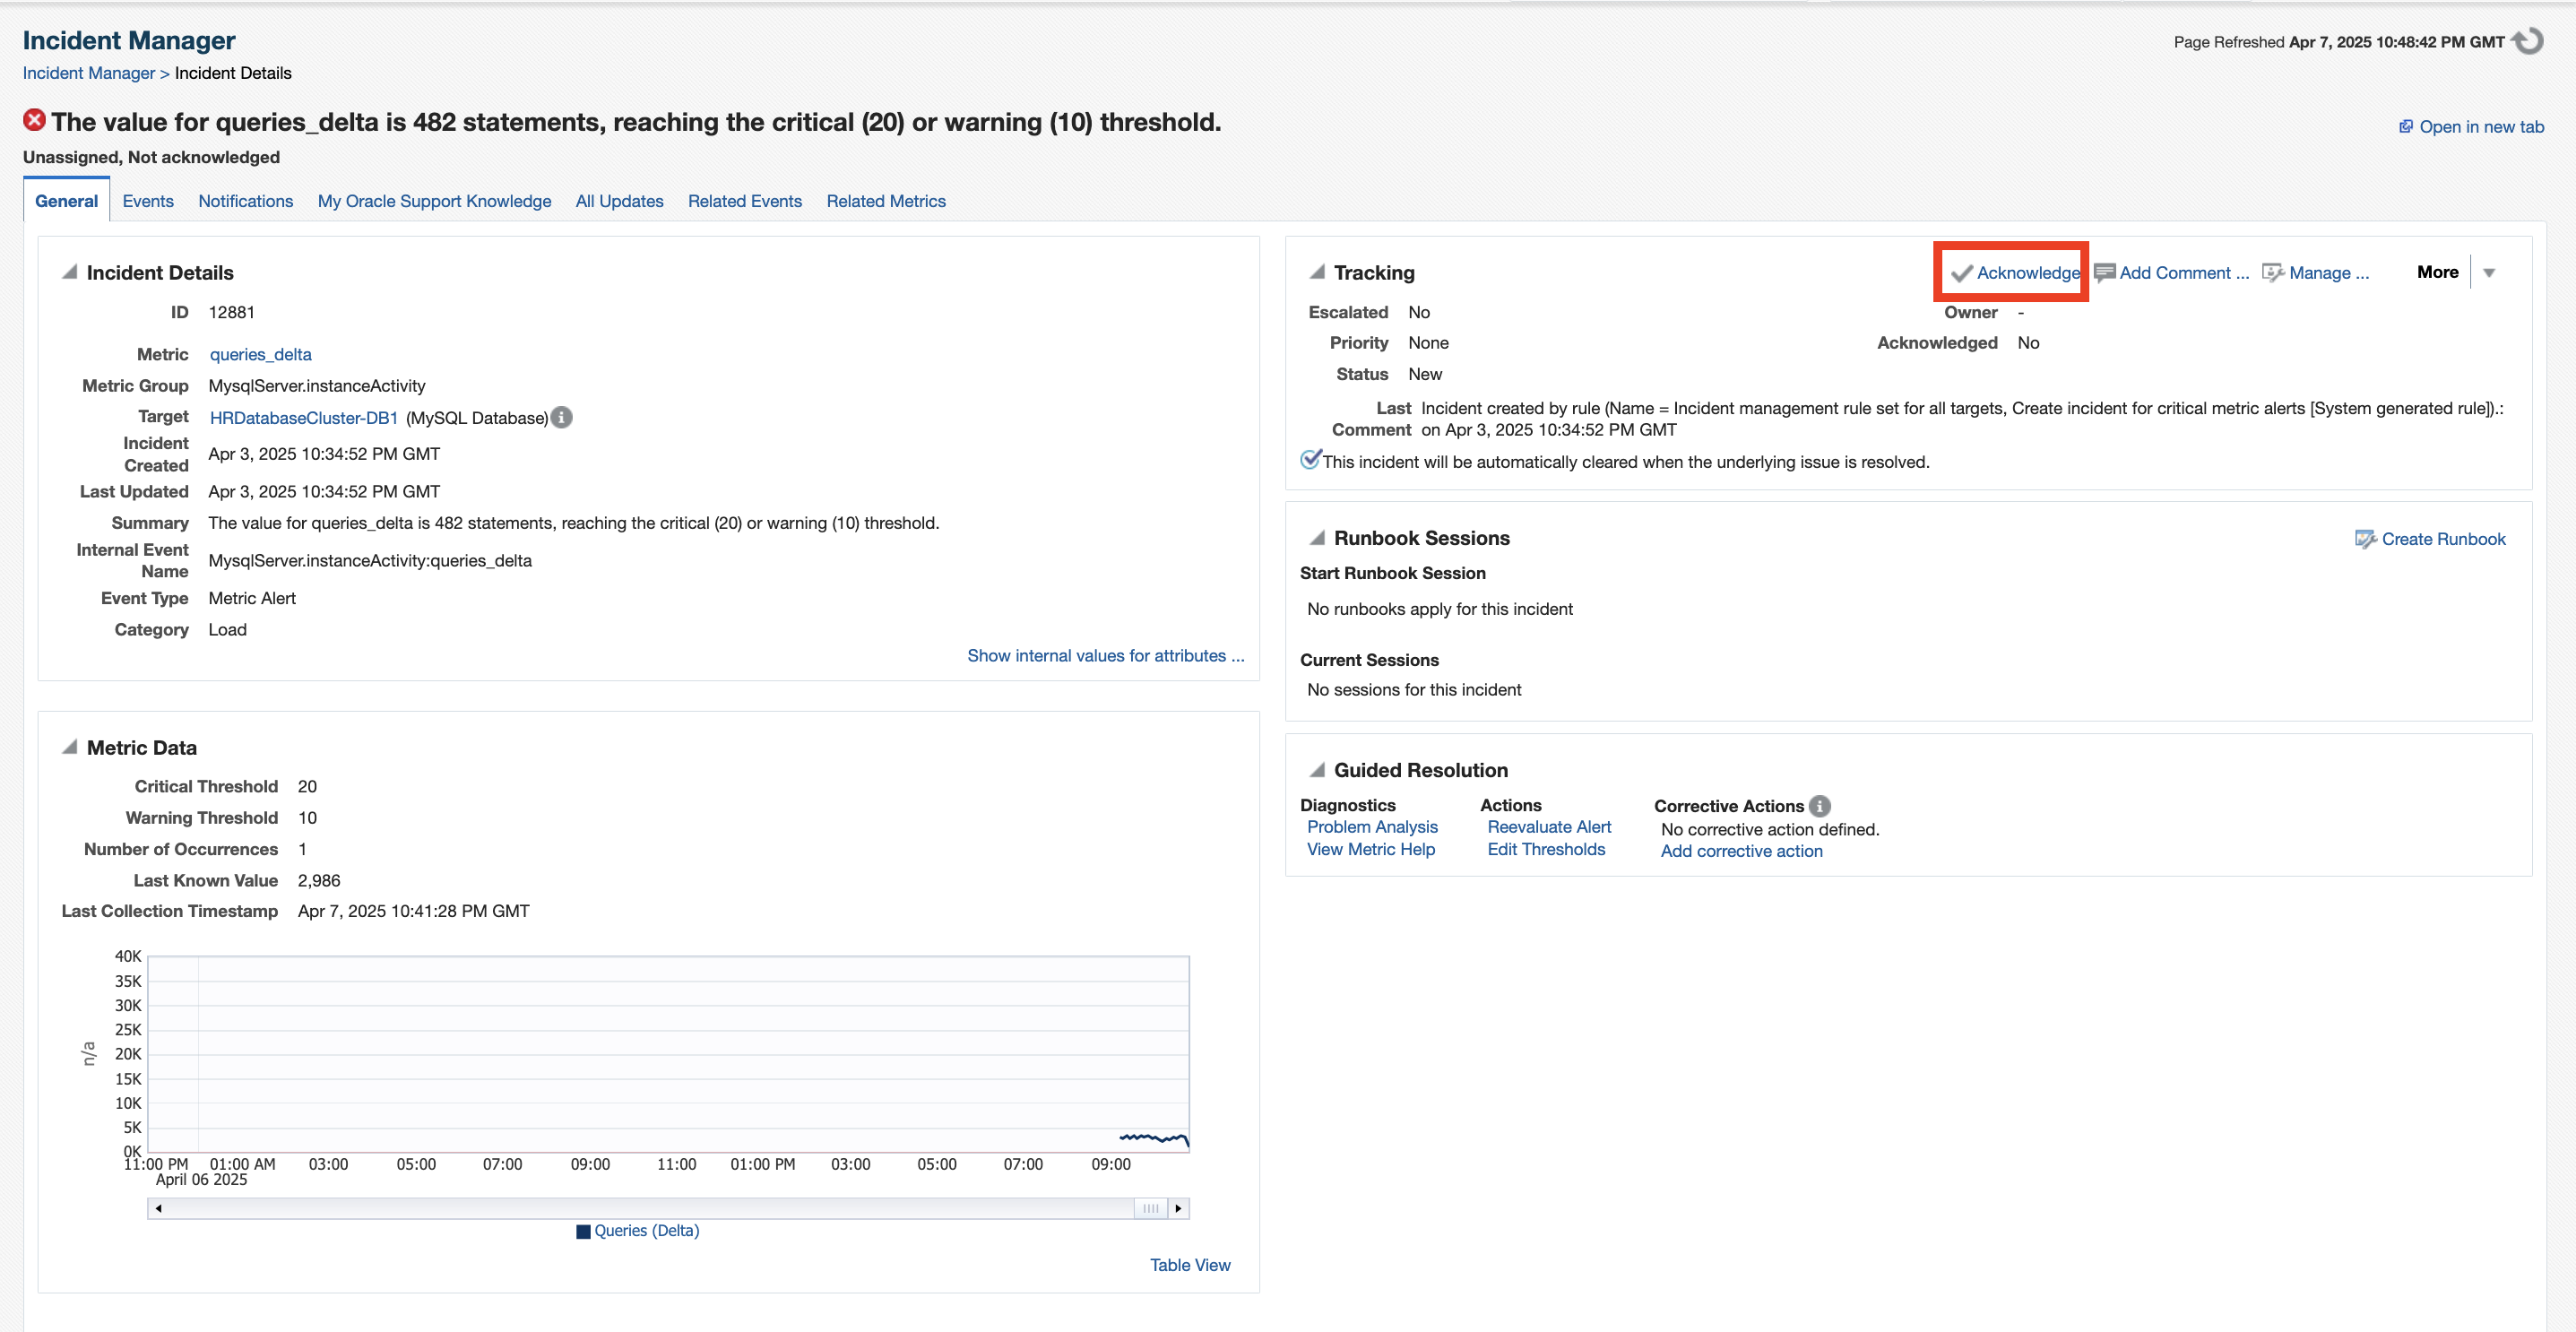 Incident Manager
Page Refreshed Apr 7, 2025 10:48:42 PM GMT
Incident Manager > Incident Details
The value for queries_delta is 482 statements, reaching the critical (20) or warning (10) threshold.
Open in new tab
Unassigned, Not acknowledged
General Events Notifications My Oracle Support Knowledge All Updates Related Events Related Metrics
Incident Details
ID 12881
Metric queries_delta
Metric Group MysqlServer.instanceActivity
Target HRDatabaseCluster-DB1 (MySQL Database)
Incident
Created Apr 3, 2025 10:34:52 PM GMT
Last Updated Apr 3, 2025 10:34:52 PM GMT
Summary The value for queries_delta is 482 statements, reaching the critical (20) or warning (10) threshold.
Internal Event
Name MysqlServer.instanceActivity:queries_delta
Event Type Metric Alert
Category Load
Show internal values for attributes ...
Metric Data
Critical Threshold 20
Warning Threshold 10
Number of Occurrences 1
Last Known Value 2,986
Last Collection Timestamp Apr 7, 2025 10:41:28 PM GMT
n/a
40K
35K
30K
25K
20K
15K
10K
5K
0K
11:00 PM 01:00 AM 03:00 05:00 07:00 09:00 11:00 01:00 PM 03:00 05:00 07:00 09:00
April 06 2025
Queries (Delta)
Table View
Tracking
Acknowledge Add Comment ... Manage ... More
Escalated No Owner -
Priority None Acknowledged No
Status New
Last Incident created by rule (Name = Incident management rule set for all targets, Create incident for critical metric alerts [System generated rule]).:
Comment on Apr 3, 2025 10:34:52 PM GMT
This incident will be automatically cleared when the underlying issue is resolved.
Runbook Sessions
Create Runbook
Start Runbook Session
No runbooks apply for this incident
Current Sessions
No sessions for this incident
Guided Resolution
Diagnostics Actions Corrective Actions
Problem Analysis Reevaluate Alert No corrective action defined.
View Metric Help Edit Thresholds Add corrective action